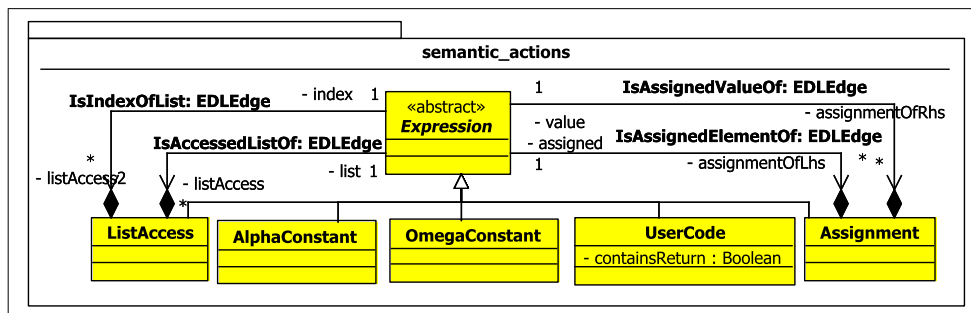 semantic_actions
IsIndexOfList: EDLEdge
- index 1
«abstract»
Expression
1
IsAssignedValueOf: EDLEdge
- assignmentOfRhs
- value
IsAccessedListOf: EDLEdge
- assigned
IsAssignedElementOf: EDLEdge
*
- listAccess2
- listAccess
- list 1
1
- assignmentOfLhs
* *
*
ListAccess
AlphaConstant
OmegaConstant
UserCode
- containsReturn : Boolean
Assignment